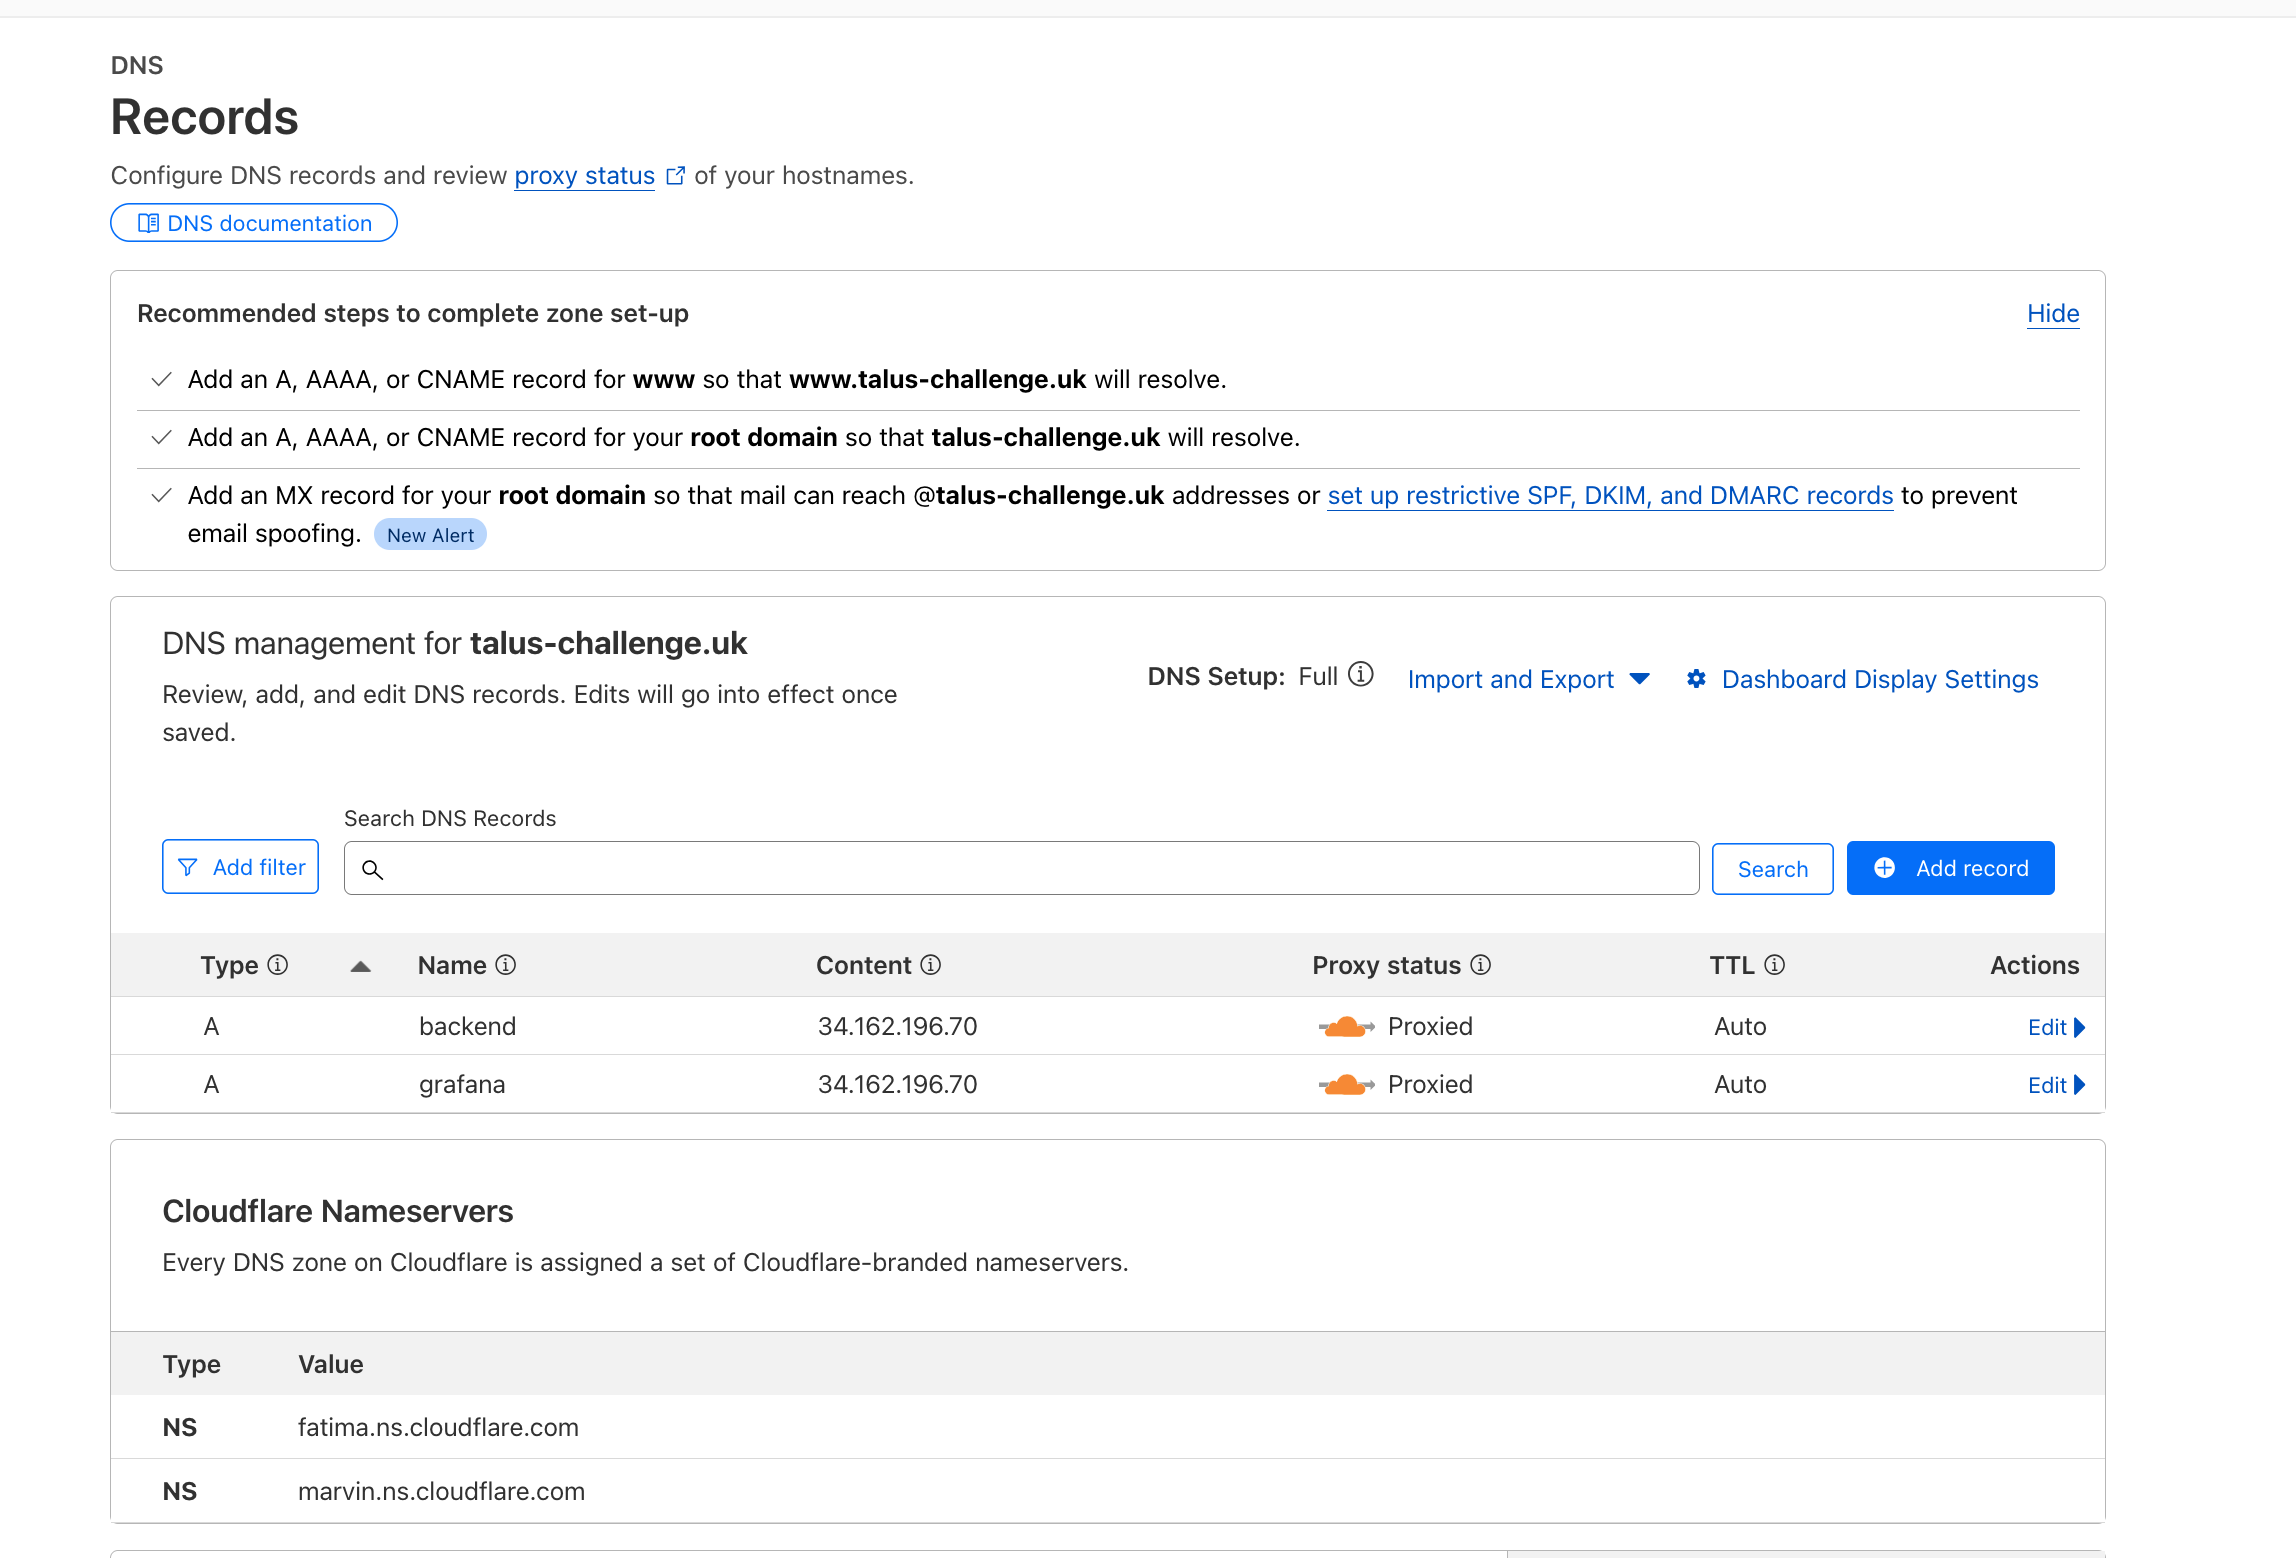 DNS
Records
Configure DNS records and review proxy status of your hostnames.
DNS documentation
Recommended steps to complete zone set-up
Hide
Add an A, AAAA, or CNAME record for www so that www.talus-challenge.uk will resolve.
Add an A, AAAA, or CNAME record for your root domain so that talus-challenge.uk will resolve.
Add an MX record for your root domain so that mail can reach @talus-challenge.uk addresses or set up restrictive SPF, DKIM, and DMARC records to prevent
email spoofing. New Alert
DNS management for talus-challenge.uk
Review, add, and edit DNS records. Edits will go into effect once
saved.
DNS Setup: Full Import and Export Dashboard Display Settings
Search DNS Records
Add filter Search Add record
Type Name Content Proxy status TTL Actions
A backend 34.162.196.70 Proxied Auto Edit
A grafana 34.162.196.70 Proxied Auto Edit
Cloudflare Nameservers
Every DNS zone on Cloudflare is assigned a set of Cloudflare-branded nameservers.
Type Value
NS fatima.ns.cloudflare.com
NS marvin.ns.cloudflare.com